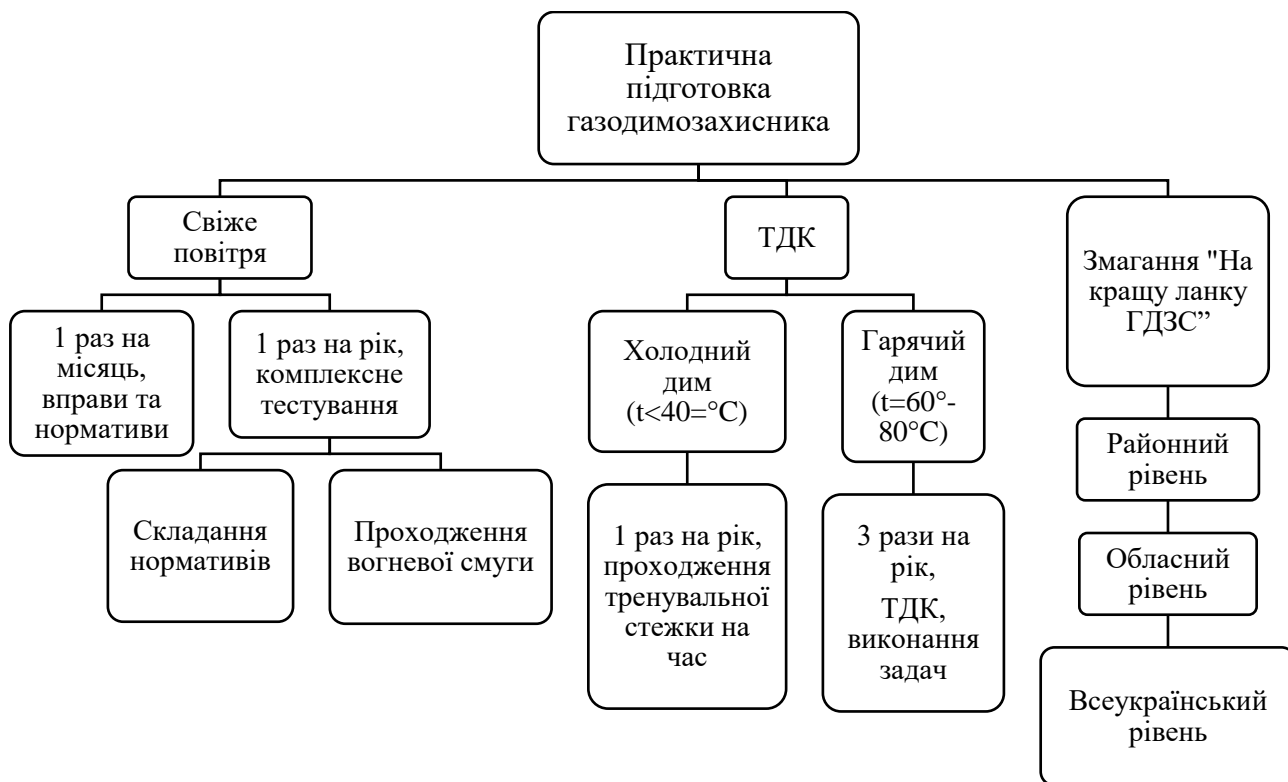 Практична
підготовка
газодимозахисника
Свіже
повітря
ТДК
Змагання "На
кращу ланку
ГДЗС”
1 раз на
місяць,
вправи та
нормативи
1 раз на рік,
комплексне
тестування
Холодний
дим
(t<40=°C)
Гарячий
дим
(t=60°-
80°C)
Районний
рівень
Складання
нормативів
Проходження
вогневої смуги
1 раз на рік,
проходження
тренувальної
стежки на
час
3 рази на
рік,
ТДК,
виконання
задач
Обласний
рівень
Всеукраїнський
рівень